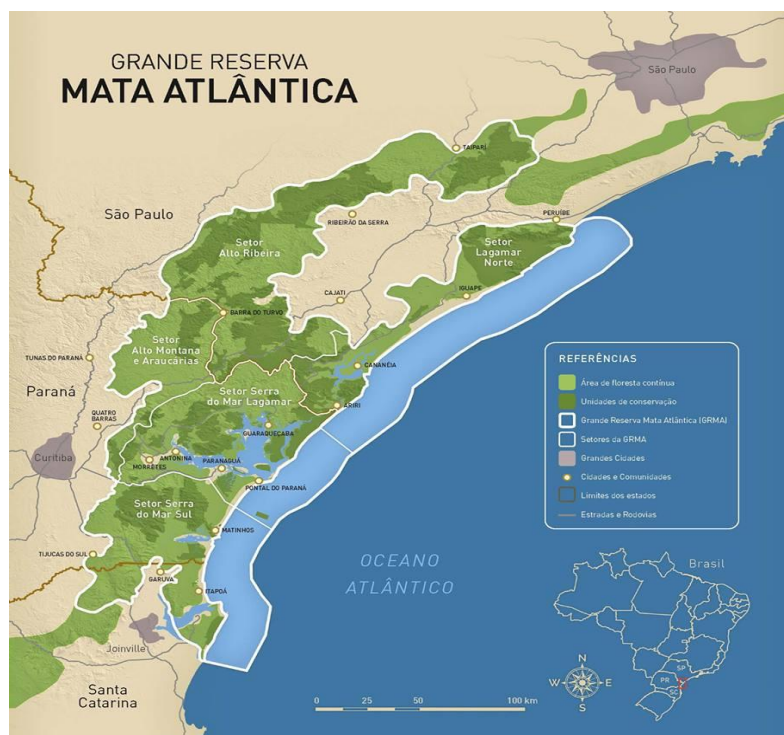 GRANDE RESERVA
MATA ATLÂNTICA
São Paulo
TAIPARÍ
São Paulo
RIBEIRÃO DA SERRA
PERUÍBE
Setor
Alto Ribeira
Setor
Lagamar
Norte
CAJATI
IGUAPE
BARRA DO TURVO
Setor
Alto Montana
e Araucárias
TUNAS DO PARANÁ
CANANÉIA
Paraná
Setor Serra
do Mar Lagamar
ARIRI
QUATRO
BARRAS
GUARAQUEÇABA
Curitiba
ANTONINA
MORRETES
PARANAGUÁ
PONTAL DO PARANÁ
Setor Serra
do Mar Sul
MATINHOS
TIJUCAS DO SUL
GARUVA
ITAPOÁ
Joinville
Santa
Catarina
OCEANO
ATLÂNTICO
REFERÊNCIAS
Área de floresta contínua
Unidades de conservação
Grande Reserva Mata Atlântica (GRMA)
Setores da GRMA
Grandes Cidades
Cidades e Comunidades
Límites dos estados
Estradas e Rodovias
Brasil
SP
PR
SC
N
W
E
S
0 25 50 100 km